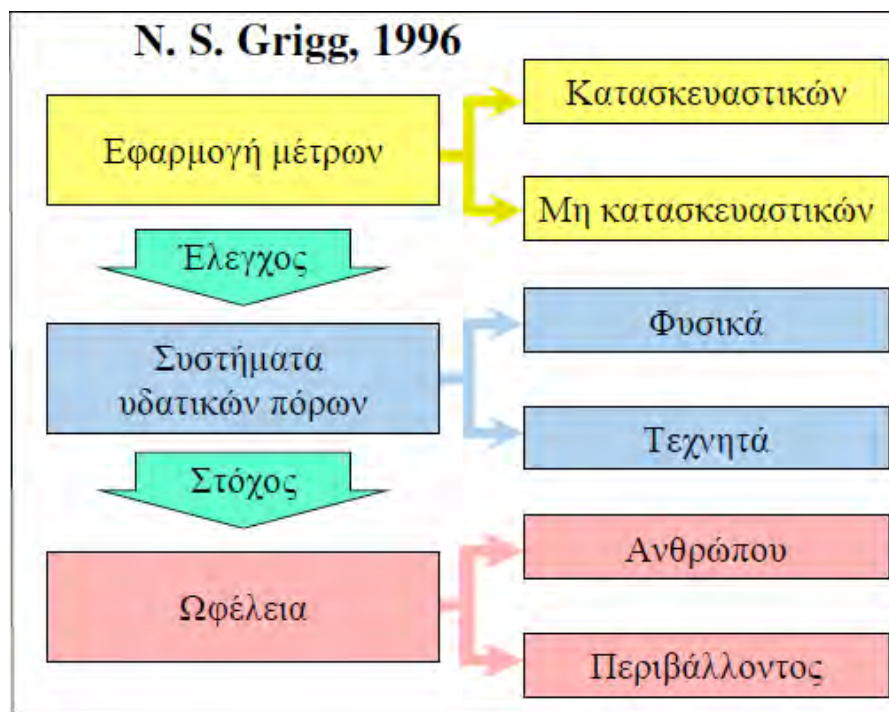 N. S. Grigg, 1996
Εφαρμογή μέτρων
Κατασκευαστικών
Μη κατασκευαστικών
Έλεγχος
Συστήματα
υδατικών πόρων
Φυσικά
Τεχνητά
Στόχος
Ωφέλεια
Ανθρώπου
Περιβάλλοντος